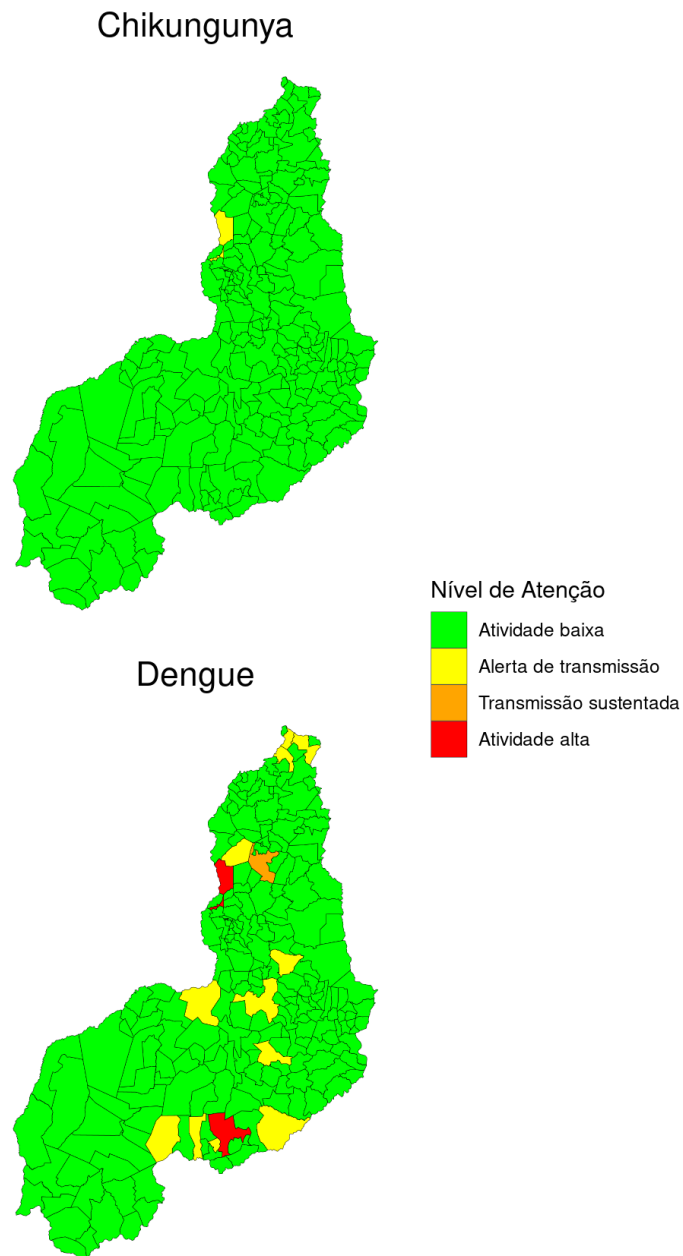 Chikungunya
Nível de Atenção
Atividade baixa
Alerta de transmissão
Transmissão sustentada
Atividade alta
Dengue